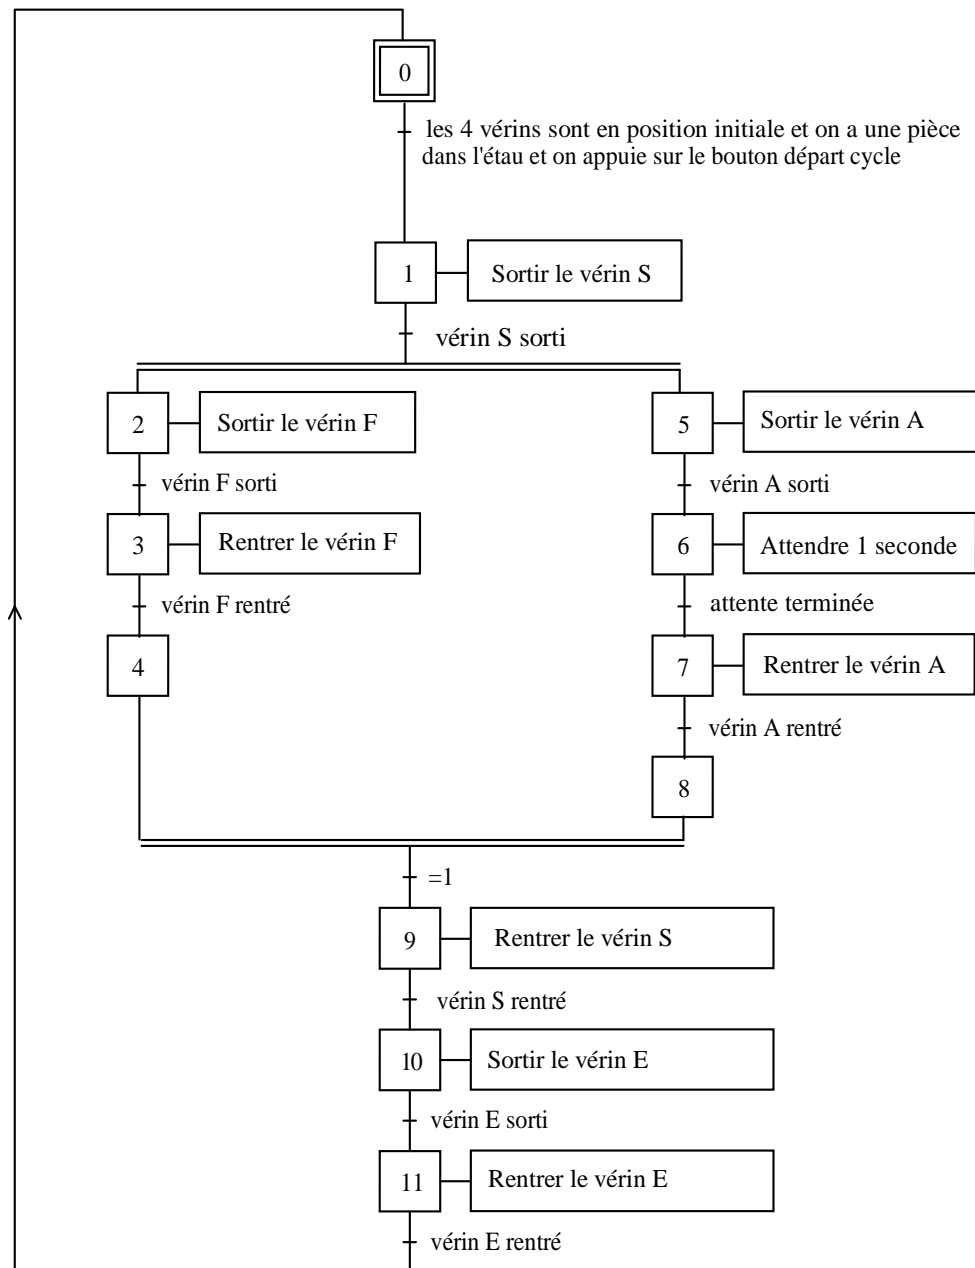 0
les 4 vérins sont en position initiale et on a une pièce
dans l'étau et on appuie sur le bouton départ cycle
1
Sortir le vérin S
vérin S sorti
2
Sortir le vérin F
vérin F sorti
3
Rentrer le vérin F
vérin F rentré
4
5
Sortir le vérin A
vérin A sorti
6
Attendre 1 seconde
attente terminée
7
Rentrer le vérin A
vérin A rentré
8
=1
9
Rentrer le vérin S
vérin S rentré
10
Sortir le vérin E
vérin E sorti
11
Rentrer le vérin E
vérin E rentré